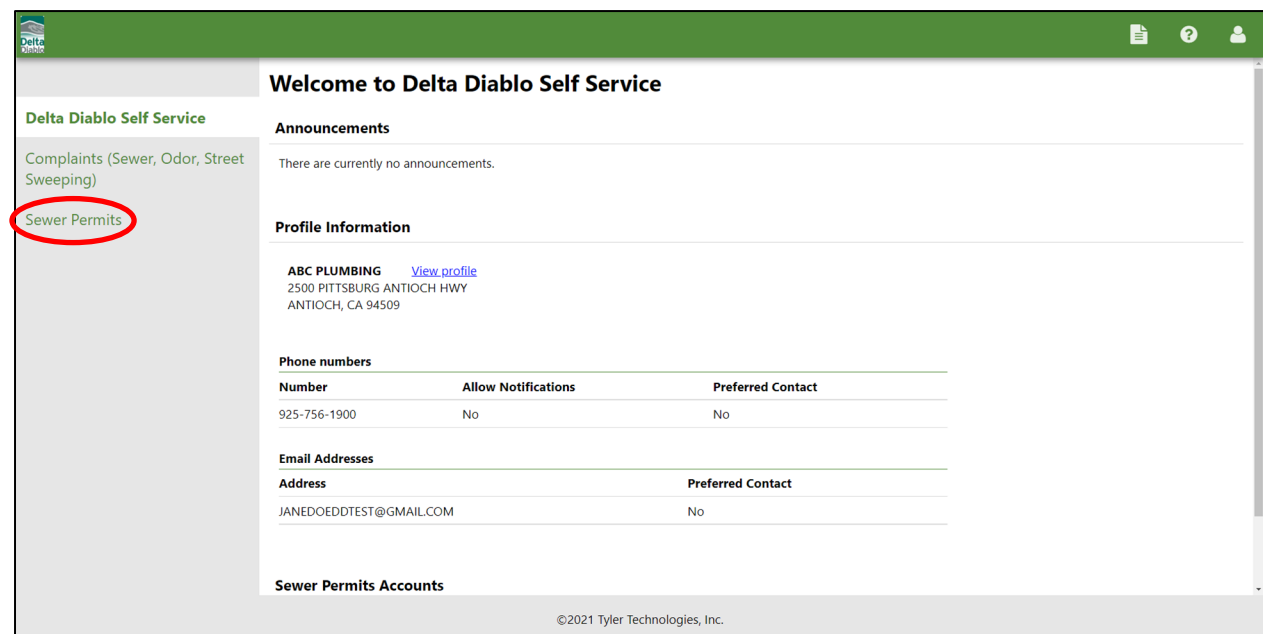 Delta
Diablo
Welcome to Delta Diablo Self Service
Delta Diablo Self Service
Complaints (Sewer, Odor, Street
Sweeping)
Sewer Permits
Announcements
There are currently no announcements.
Profile Information
ABC PLUMBING View profile
2500 PITTSBURG ANTIOCH HWY
ANTIOCH, CA 94509
Phone numbers
Number Allow Notifications Preferred Contact
925-756-1900 No No
Email Addresses
Address Preferred Contact
JANEDOEDDTEST@GMAIL.COM No
Sewer Permits Accounts
©2021 Tyler Technologies, Inc.